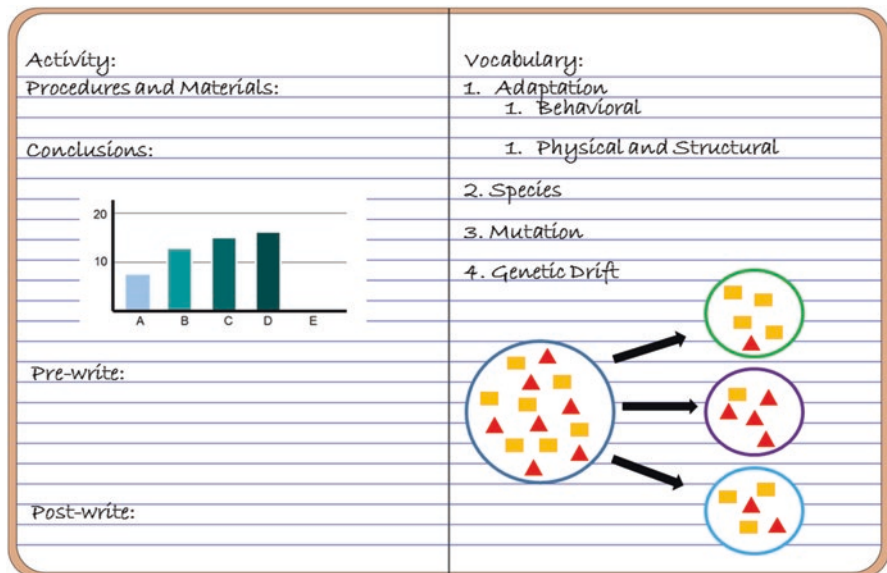 Activity:
Procedures and Materials:
Conclusions:
20
10
A B C D E
Pre-write:
Post-write:
Vocabulary:
1. Adaptation
1. Behavioral
1. Physical and Structural
2. Species
3. Mutation
4. Genetic Drift